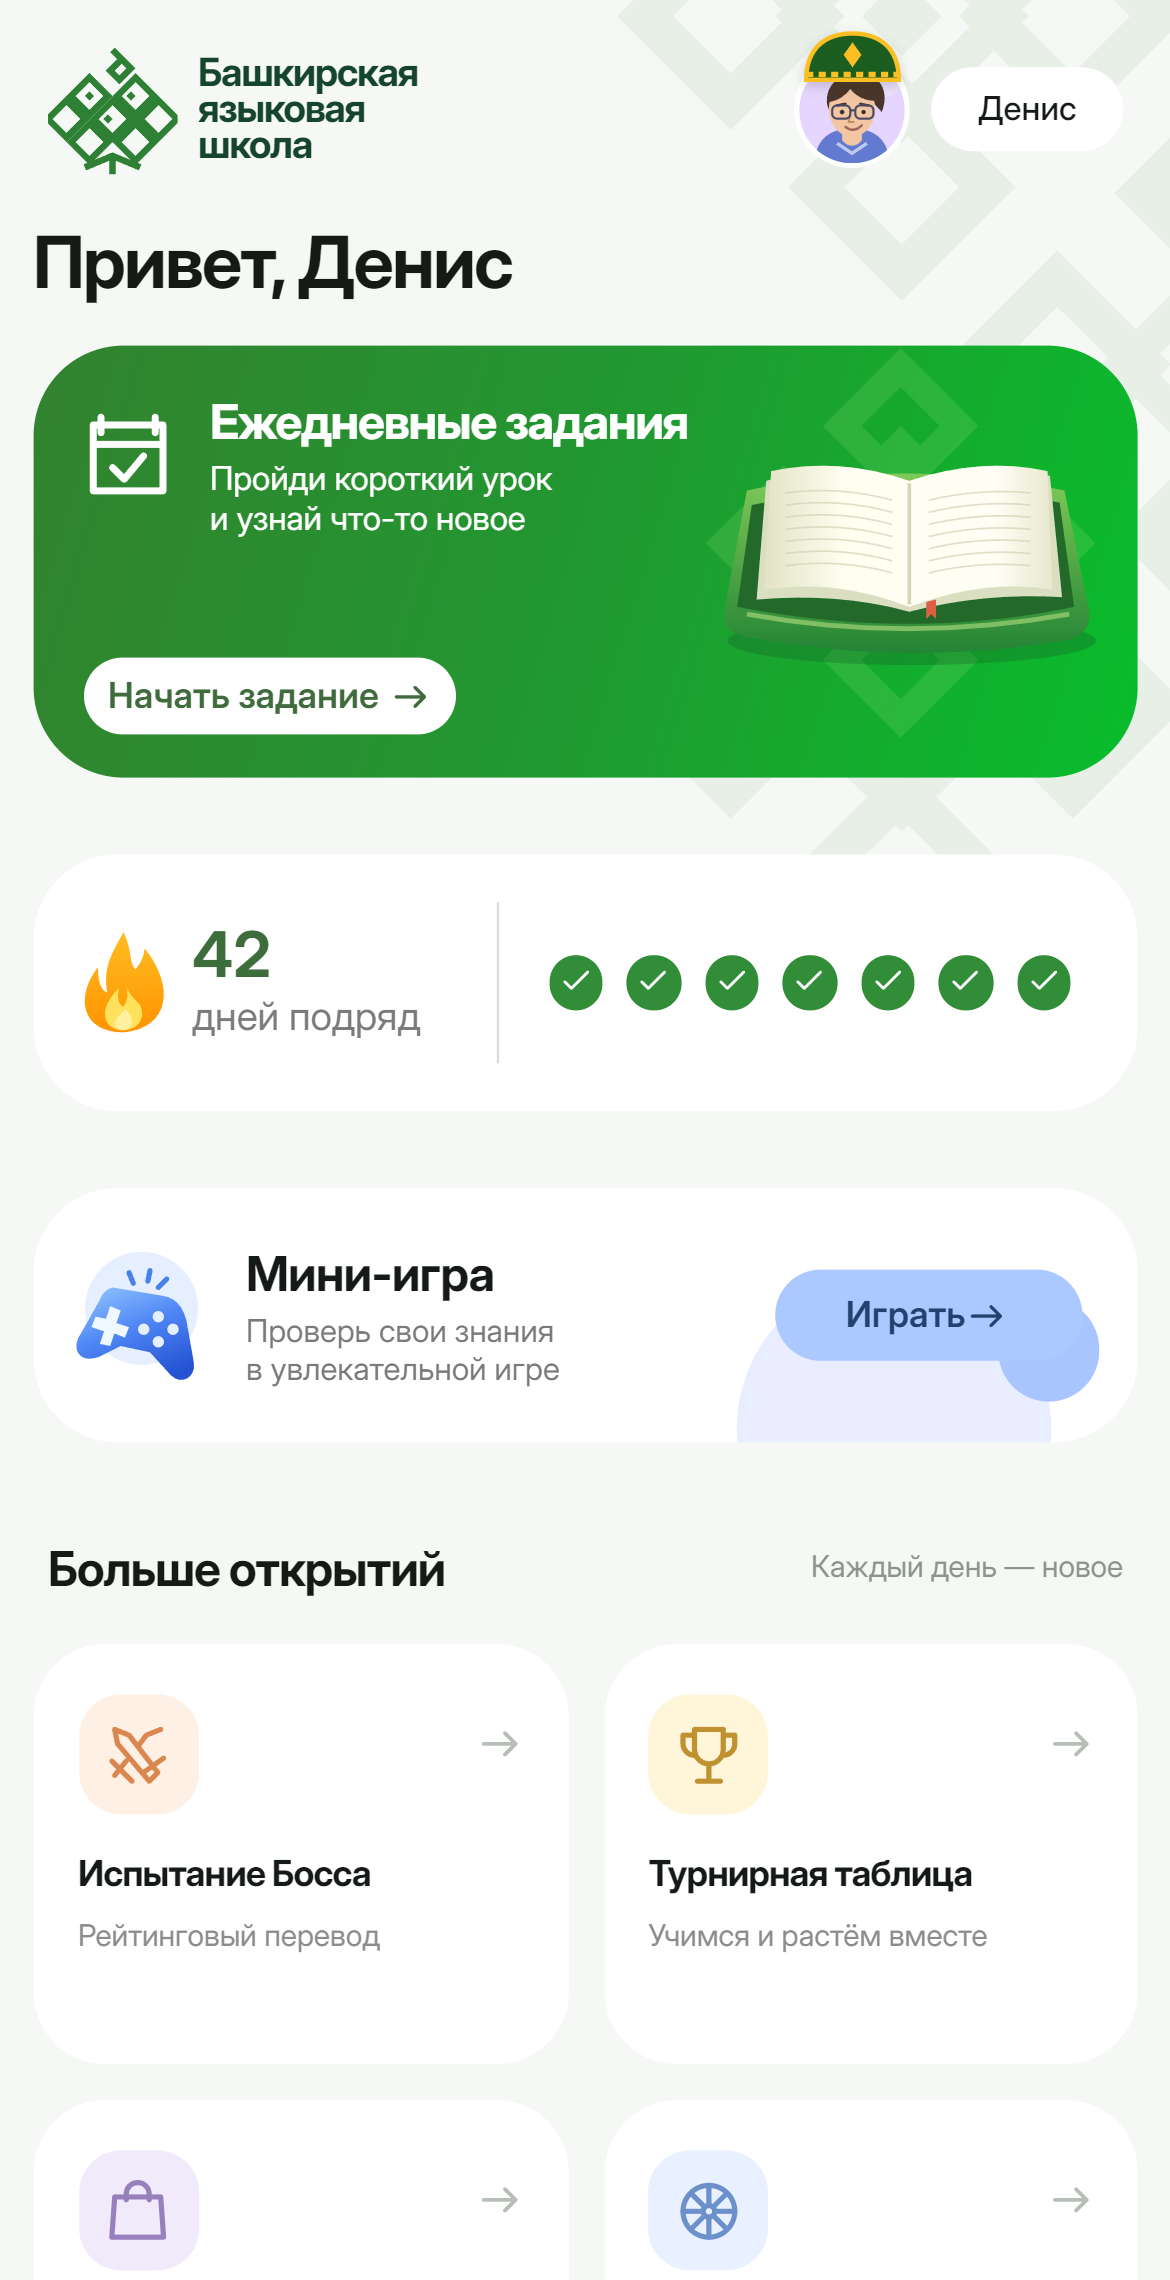 Башкирская
языковая
школа
Денис
Привет, Денис
Ежедневные задания
Пройди короткий урок
и узнай что-то новое
Начать задание
42
дней подряд
Мини-игра
Проверь свои знания
в увлекательной игре
Играть
Больше открытий
Каждый день — новое
Испытание Босса
Рейтинговый перевод
Турнирная таблица
Учимся и растём вместе